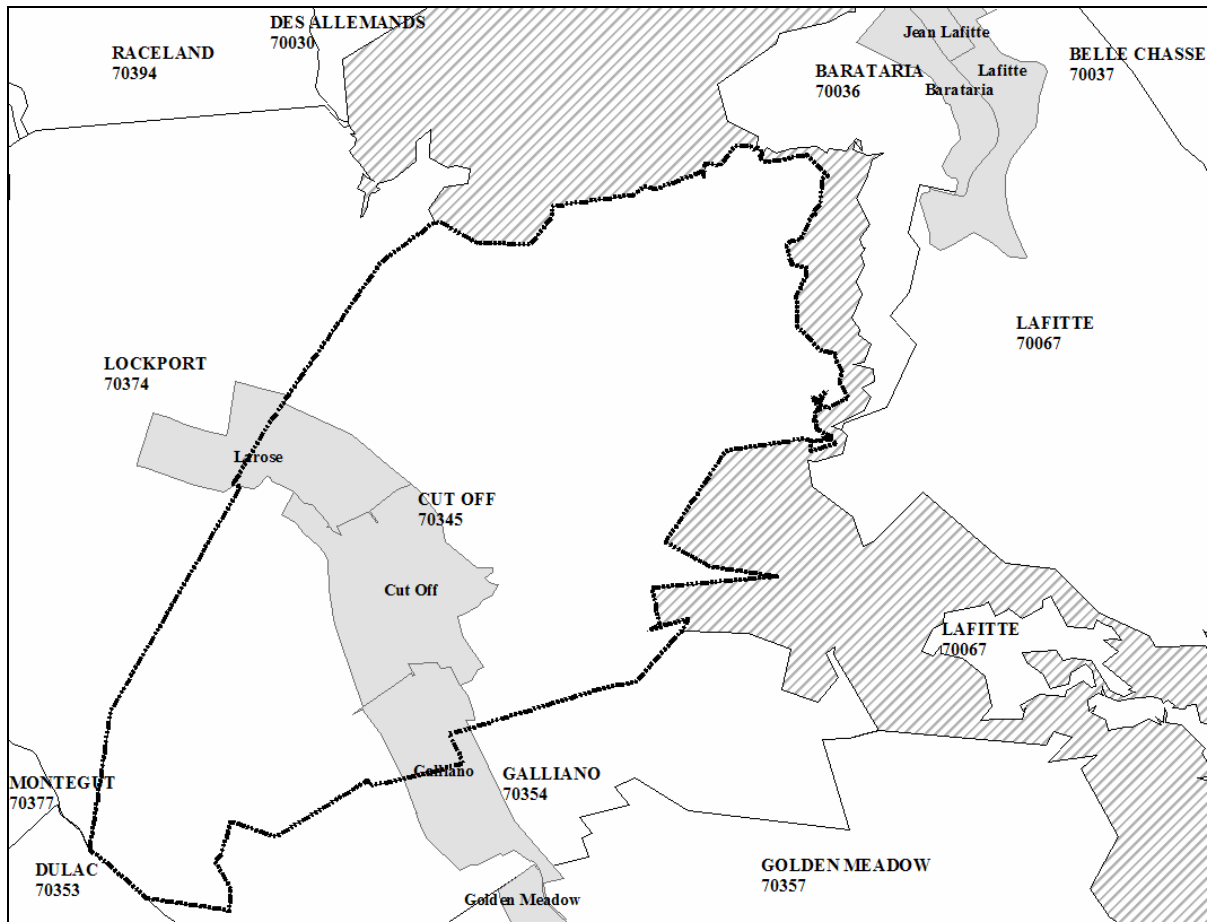 DES ALLEMANDS
70030
RACELAND
70394
Jean Lafitte
BELLE CHASSE
70037
BARATARIA
70036
Lafitte
Barataria
LAFITTE
70067
LOCKPORT
70374
Larose
CUT OFF
70345
Cut Off
LAFITTE
70067
Galliano
GALLIANO
70354
MONTEGUT
70377
DULAC
70353
GOLDEN MEADOW
70357
Golden Meadow